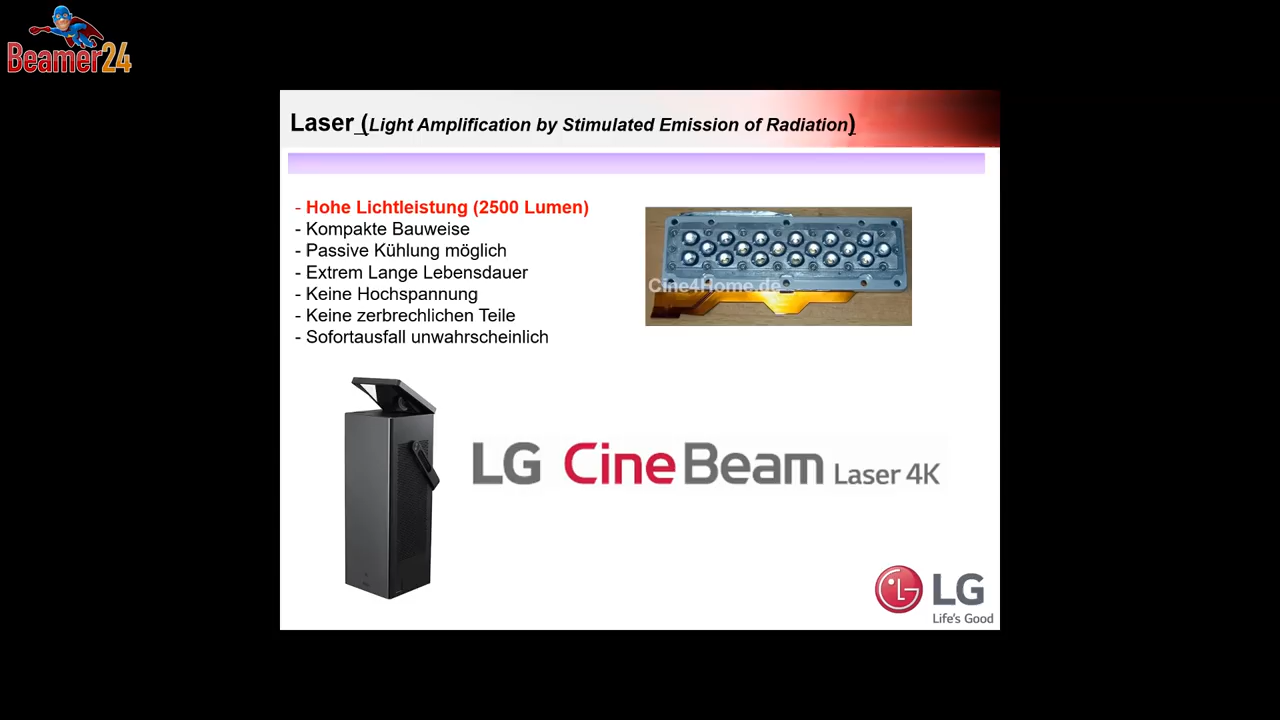 Beamer24
Laser (Light Amplification by Stimulated Emission of Radiation)
- Hohe Lichtleistung (2500 Lumen)
- Kompakte Bauweise
- Passive Kühlung möglich
- Extrem Lange Lebensdauer
- Keine Hochspannung
- Keine zerbrechlichen Teile
- Sofortausfall unwahrscheinlich
Cine4Home.de
LG CineBeam Laser 4K
LG
Life's Good